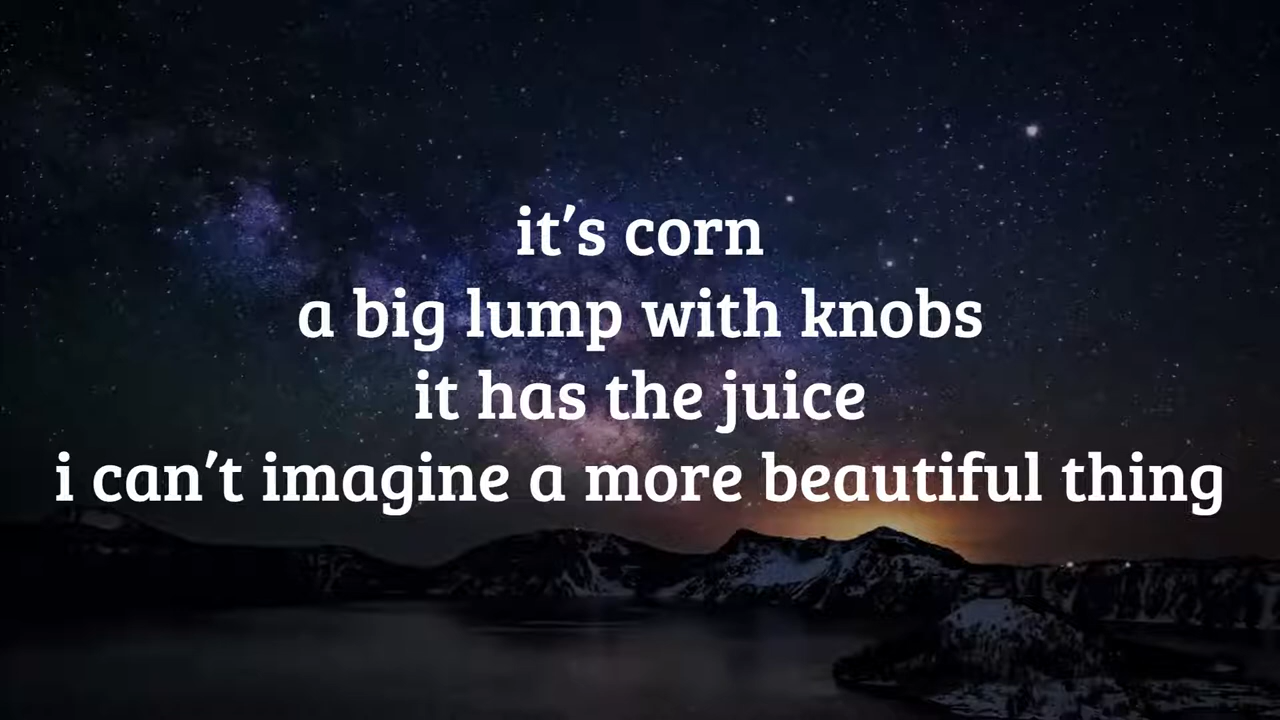 it's corn
a big lump with knobs
it has the juice
i can't imagine a more beautiful thing